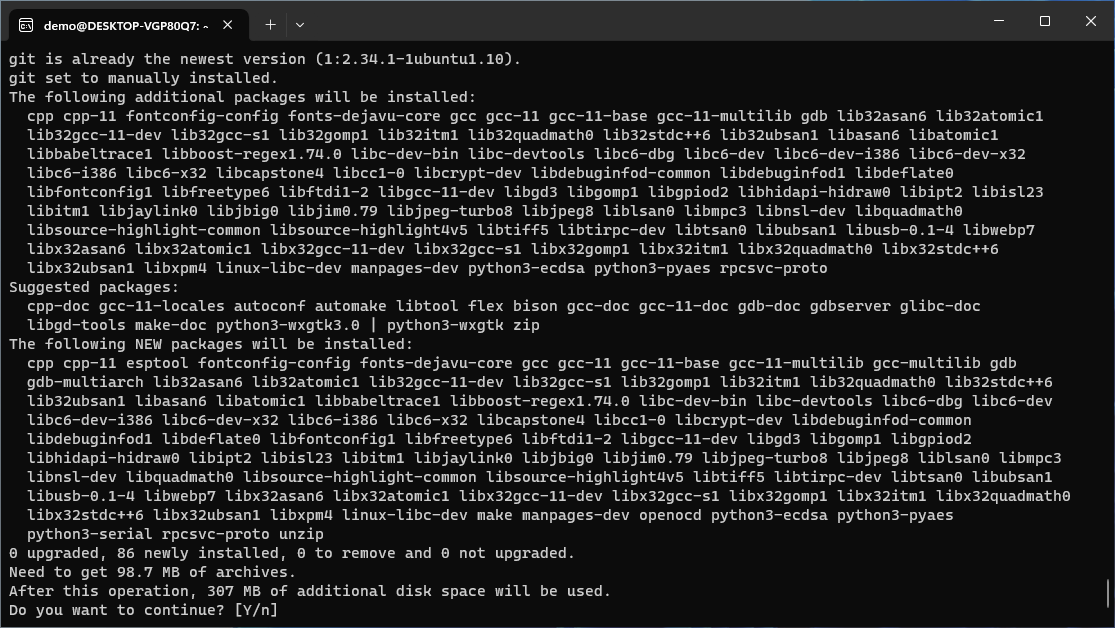 demo@DESKTOP-VGP80Q7: ~
git is already the newest version (1:2.34.1-1ubuntu1.10).
git set to manually installed.
The following additional packages will be installed:
cpp cpp-11 fontconfig-config fonts-dejavu-core gcc gcc-11 gcc-11-base gcc-11-multilib gdb lib32asan6 lib32atomic1
lib32gcc-11-dev lib32gcc-s1 lib32gomp1 lib32itm1 lib32quadmath0 lib32stdc++6 lib32ubsan1 libasan6 libatomic1
libbabeltrace1 libboost-regex1.74.0 libc-dev-bin libc-devtools libc6-dbg libc6-dev libc6-dev-i386 libc6-dev-x32
libc6-i386 libc6-x32 libcapstone4 libcc1-0 libcrypt-dev libdebuginfod-common libdebuginfod1 libdeflate0
libfontconfig1 libfreetype6 libftdi1-2 libgcc-11-dev libgd3 libgomp1 libgpiod2 libhidapi-hidraw0 libipt2 libisl23
libitm1 libjaylink0 libjbig0 libjim0.79 libjpeg-turbo8 libjpeg8 liblsan0 libmpc3 libnsl-dev libquadmath0
libsource-highlight-common libsource-highlight4v5 libtiff5 libtirpc-dev libtsan0 libubsan1 libusb-0.1-4 libwebp7
libx32asan6 libx32atomic1 libx32gcc-11-dev libx32gcc-s1 libx32gomp1 libx32itm1 libx32quadmath0 libx32stdc++6
libx32ubsan1 libxpm4 linux-libc-dev manpages-dev python3-ecdsa python3-pyaes rpcsvc-proto
Suggested packages:
cpp-doc gcc-11-locales autoconf automake libtool flex bison gcc-doc gcc-11-doc gdb-doc gdbserver glibc-doc
libgd-tools make-doc python3-wxgtk3.0 | python3-wxgtk zip
The following NEW packages will be installed:
cpp cpp-11 esptool fontconfig-config fonts-dejavu-core gcc gcc-11 gcc-11-base gcc-11-multilib gcc-multilib gdb
gdb-multiarch lib32asan6 lib32atomic1 lib32gcc-11-dev lib32gcc-s1 lib32gomp1 lib32itm1 lib32quadmath0 lib32stdc++6
lib32ubsan1 libasan6 libatomic1 libbabeltrace1 libboost-regex1.74.0 libc-dev-bin libc-devtools libc6-dbg libc6-dev
libc6-dev-i386 libc6-dev-x32 libc6-i386 libc6-x32 libcapstone4 libcc1-0 libcrypt-dev libdebuginfod-common
libdebuginfod1 libdeflate0 libfontconfig1 libfreetype6 libftdi1-2 libgcc-11-dev libgd3 libgomp1 libgpiod2
libhidapi-hidraw0 libipt2 libisl23 libitm1 libjaylink0 libjbig0 libjim0.79 libjpeg-turbo8 libjpeg8 liblsan0 libmpc3
libnsl-dev libquadmath0 libsource-highlight-common libsource-highlight4v5 libtiff5 libtirpc-dev libtsan0 libubsan1
libusb-0.1-4 libwebp7 libx32asan6 libx32atomic1 libx32gcc-11-dev libx32gcc-s1 libx32gomp1 libx32itm1 libx32quadmath0
libx32stdc++6 libx32ubsan1 libxpm4 linux-libc-dev make manpages-dev openocd python3-ecdsa python3-pyaes
python3-serial rpcsvc-proto unzip
0 upgraded, 86 newly installed, 0 to remove and 0 not upgraded.
Need to get 98.7 MB of archives.
After this operation, 307 MB of additional disk space will be used.
Do you want to continue? [Y/n]